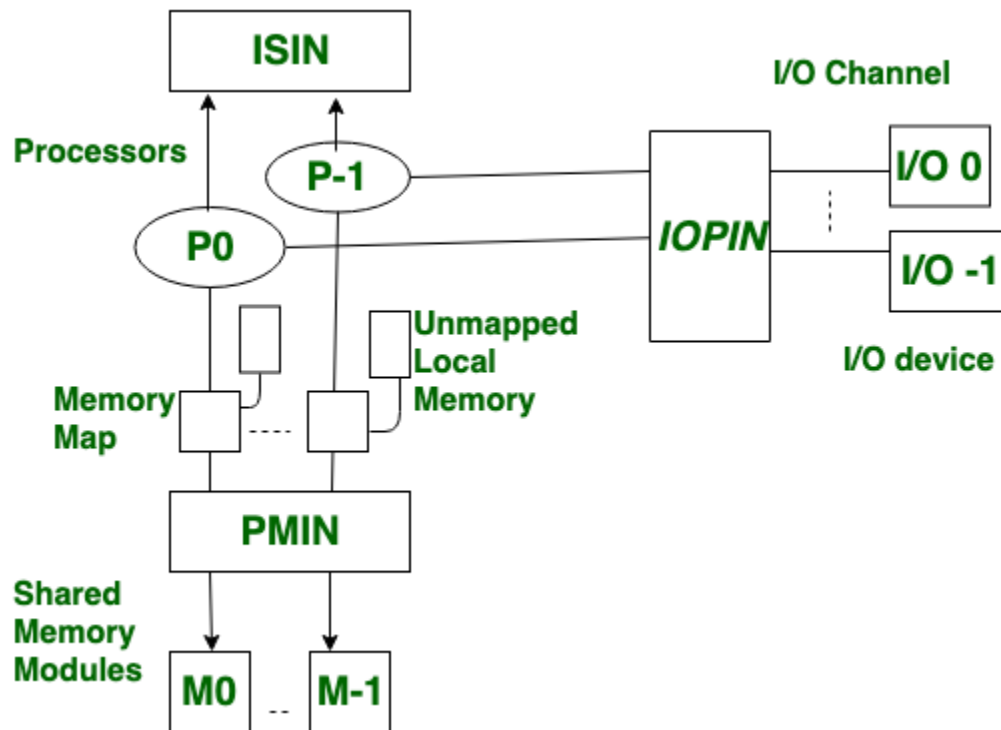 ISIN
I/O Channel
Processors
P-1
I/O 0
P0
IOPIN
I/O -1
Unmapped
Local
Memory
I/O device
Memory
Map
PMIN
Shared
Memory
Modules
M0
M-1